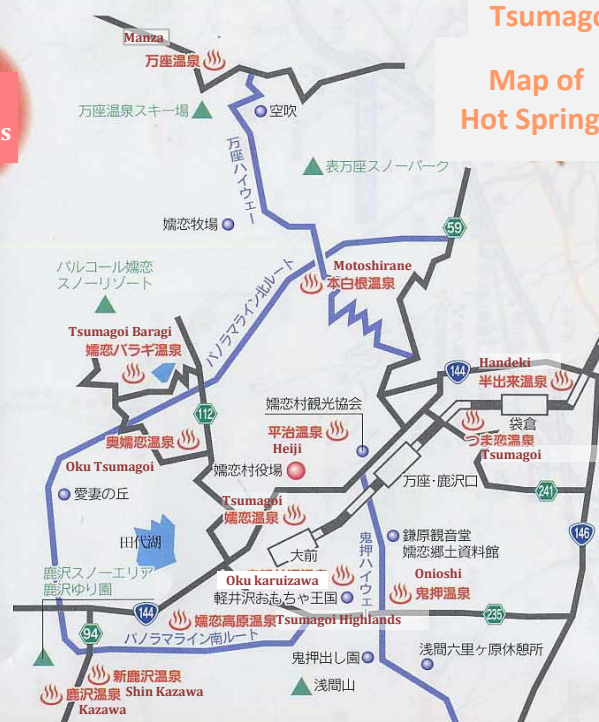 Tsumago
Map of
Hot Spring
s
Manza
万座温泉
万座温泉スキー場
空吹
万座ハイウェー
表万座スノーパーク
嬬恋牧場
59
パルコール嬬恋
スノーリゾート
パノラマライン北ルート
Motoshirane
本白根温泉
Tsumagoi Baragi
嬬恋バラギ温泉
144
Handeki
半出来温泉
112
嬬恋村観光協会
袋倉
奥嬬恋温泉
平治温泉
つま恋温泉
Oku Tsumagoi
Heiji
Tsumagoi
嬬恋村役場
万座・鹿沢口
241
愛妻の丘
Tsumagoi
嬬恋温泉
146
田代湖
大前
鬼押ハイウェー
鎌原観音堂
嬬恋郷土資料館
鹿沢スノーエリア
鹿沢ゆり園
Oku karuizawa
Onioshi
鬼押温泉
軽井沢おもちゃ王国
144
嬬恋高原温泉
Tsumagoi Highlands
235
94
パノラマライン南ルート
鬼押出し園
浅間六里ヶ原休憩所
新鹿沢温泉
浅間山
鹿沢温泉
Shin Kazawa
Kazawa